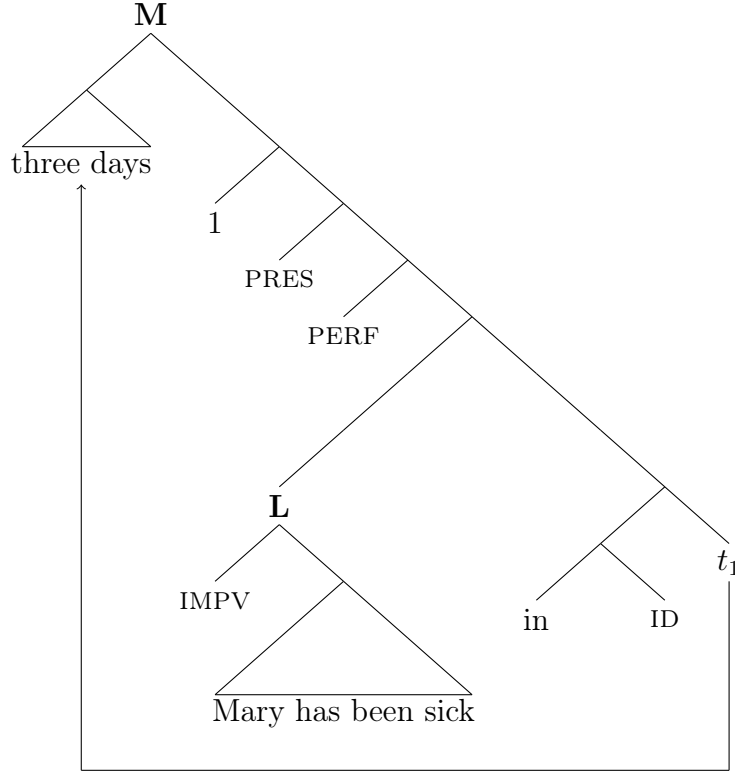 M
three days
1
PRES
PERF
L
t1
IMPV
in
ID
Mary has been sick